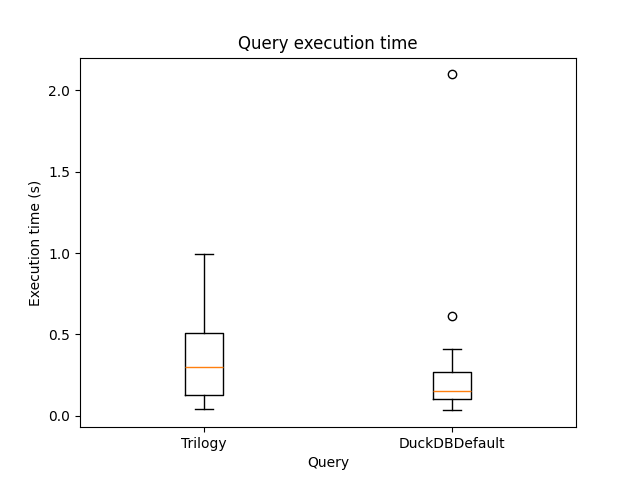 Query execution time
2.0
1.5
1.0
0.5
0.0
Execution time (s)
Trilogy
DuckDBDefault
Query